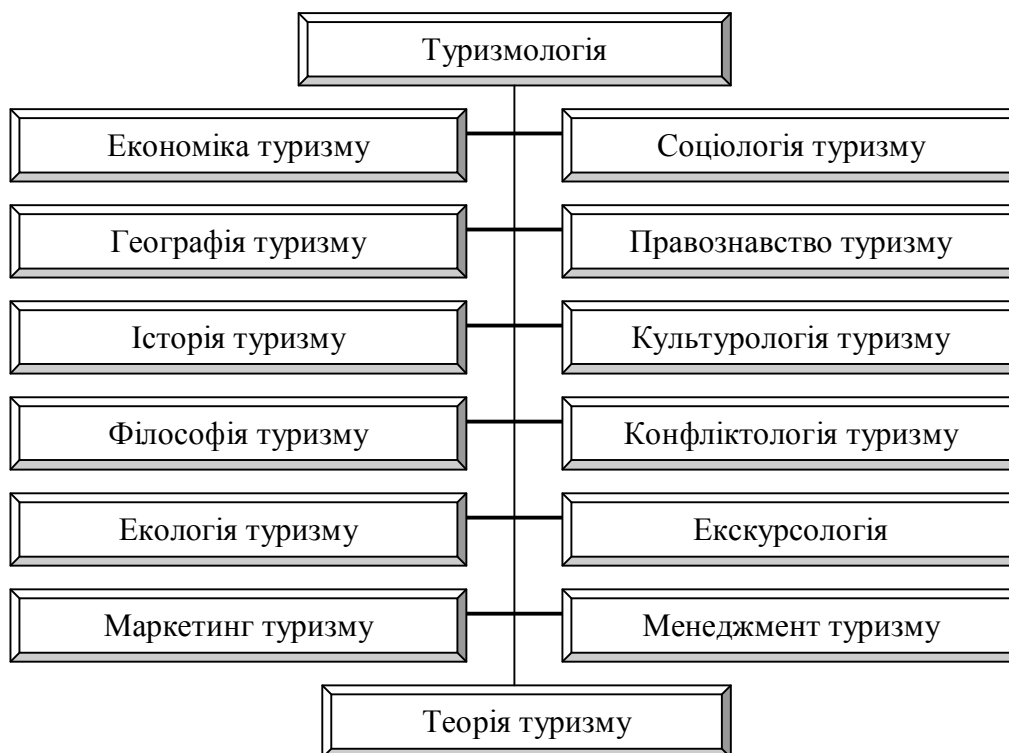 Туризмологія
Економіка туризму
Соціологія туризму
Географія туризму
Правознавство туризму
Історія туризму
Культурологія туризму
Філософія туризму
Конфліктологія туризму
Екологія туризму
Екскурсологія
Маркетинг туризму
Менеджмент туризму
Теорія туризму